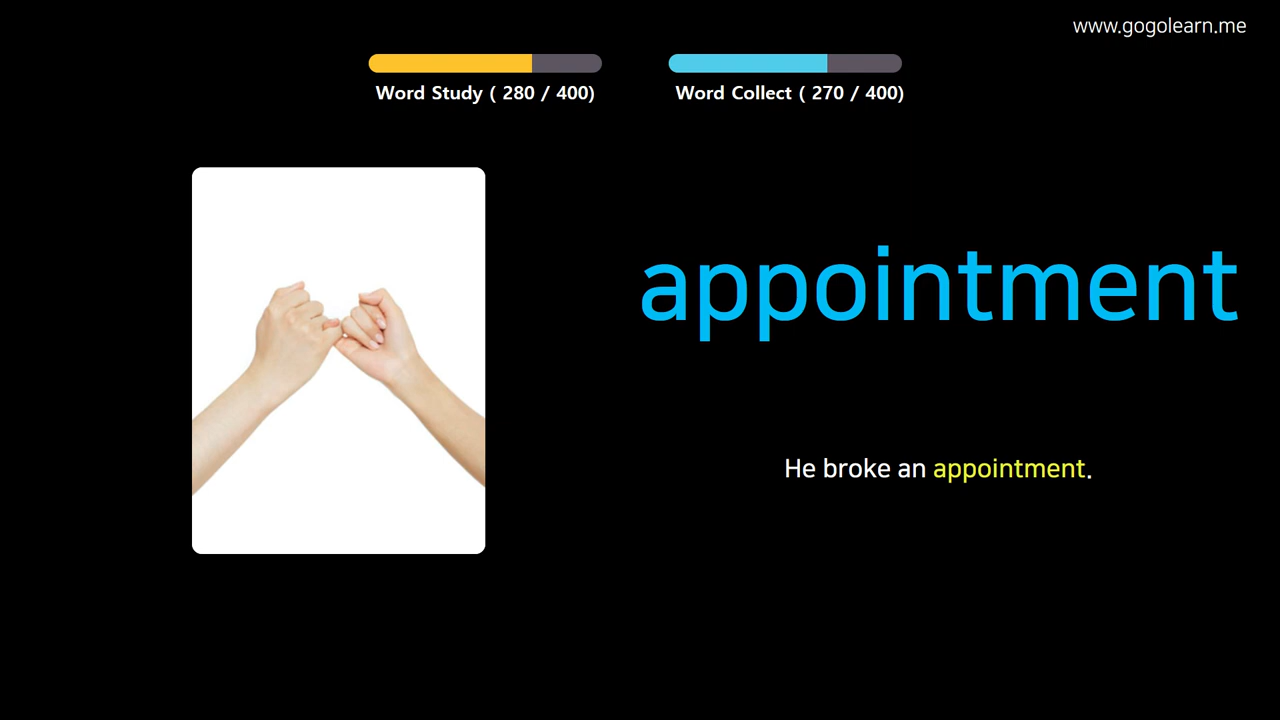 www.gogolearn.me
Word Study ( 280 / 400)
Word Collect ( 270 / 400)
appointment
He broke an appointment.